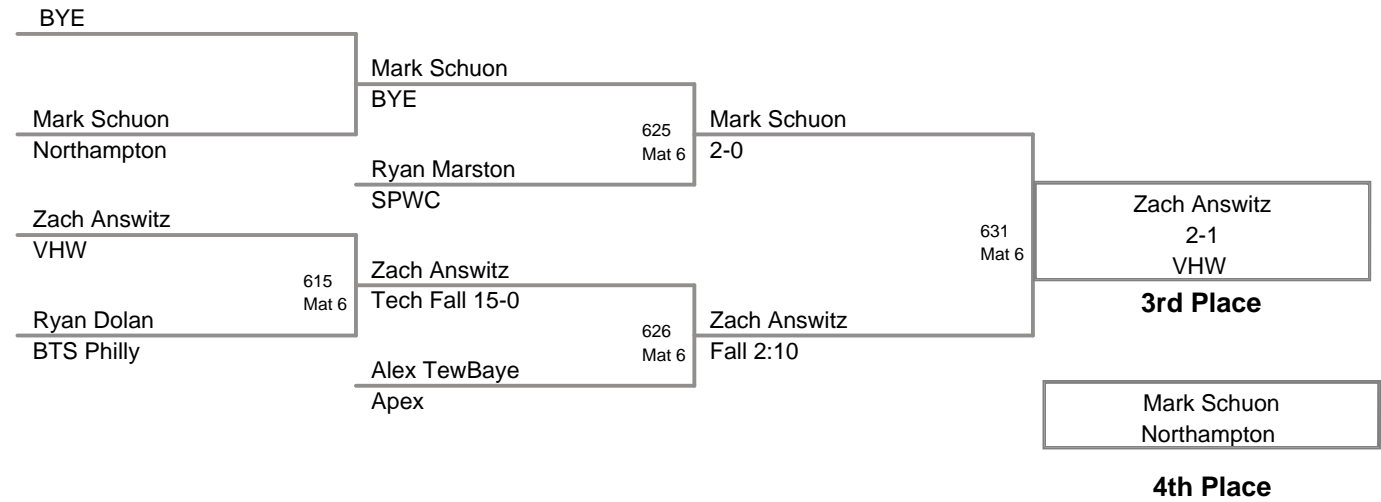 BYE
Mark Schuon
BYE
Mark Schuon
Northampton
625
Mat 6
Mark Schuon
2-0
Ryan Marston
SPWC
Zach Answitz
VHW
631
Mat 6
Zach Answitz
2-1
VHW
3rd Place
615
Mat 6
Zach Answitz
Tech Fall 15-0
Ryan Dolan
BTS Philly
626
Mat 6
Zach Answitz
Fall 2:10
Alex TewBaye
Apex
Mark Schuon
Northampton
4th Place